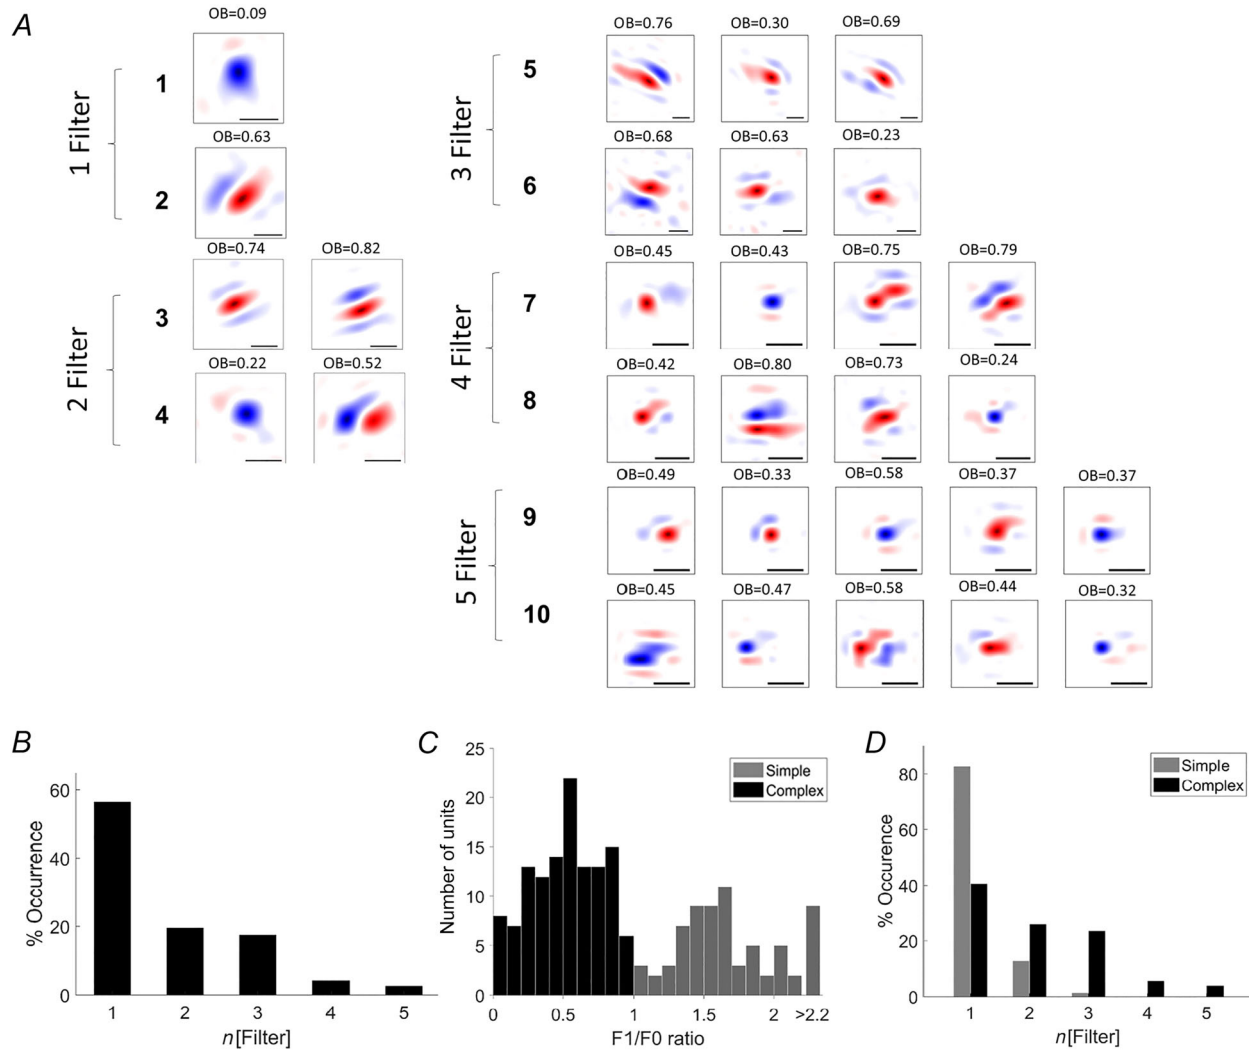 A
1 Filter
1
OB=0.09
2
OB=0.63
2 Filter
3
OB=0.74 OB=0.82
4
OB=0.22 OB=0.52
3 Filter
5
OB=0.76 OB=0.30 OB=0.69
6
OB=0.68 OB=0.63 OB=0.23
4 Filter
7
OB=0.45 OB=0.43 OB=0.75 OB=0.79
8
OB=0.42 OB=0.80 OB=0.73 OB=0.24
5 Filter
9
OB=0.49 OB=0.33 OB=0.58 OB=0.37 OB=0.37
10
OB=0.45 OB=0.47 OB=0.58 OB=0.44 OB=0.32
B
% Occurrence
60
40
20
0
1 2 3 4 5
n[Filter]
C
Number of units
25
20
15
10
5
0
0 0.5 1 1.5 2 >2.2
F1/F0 ratio
Simple
Complex
D
% Occurrence
80
60
40
20
0
1 2 3 4 5
n[Filter]
Simple
Complex